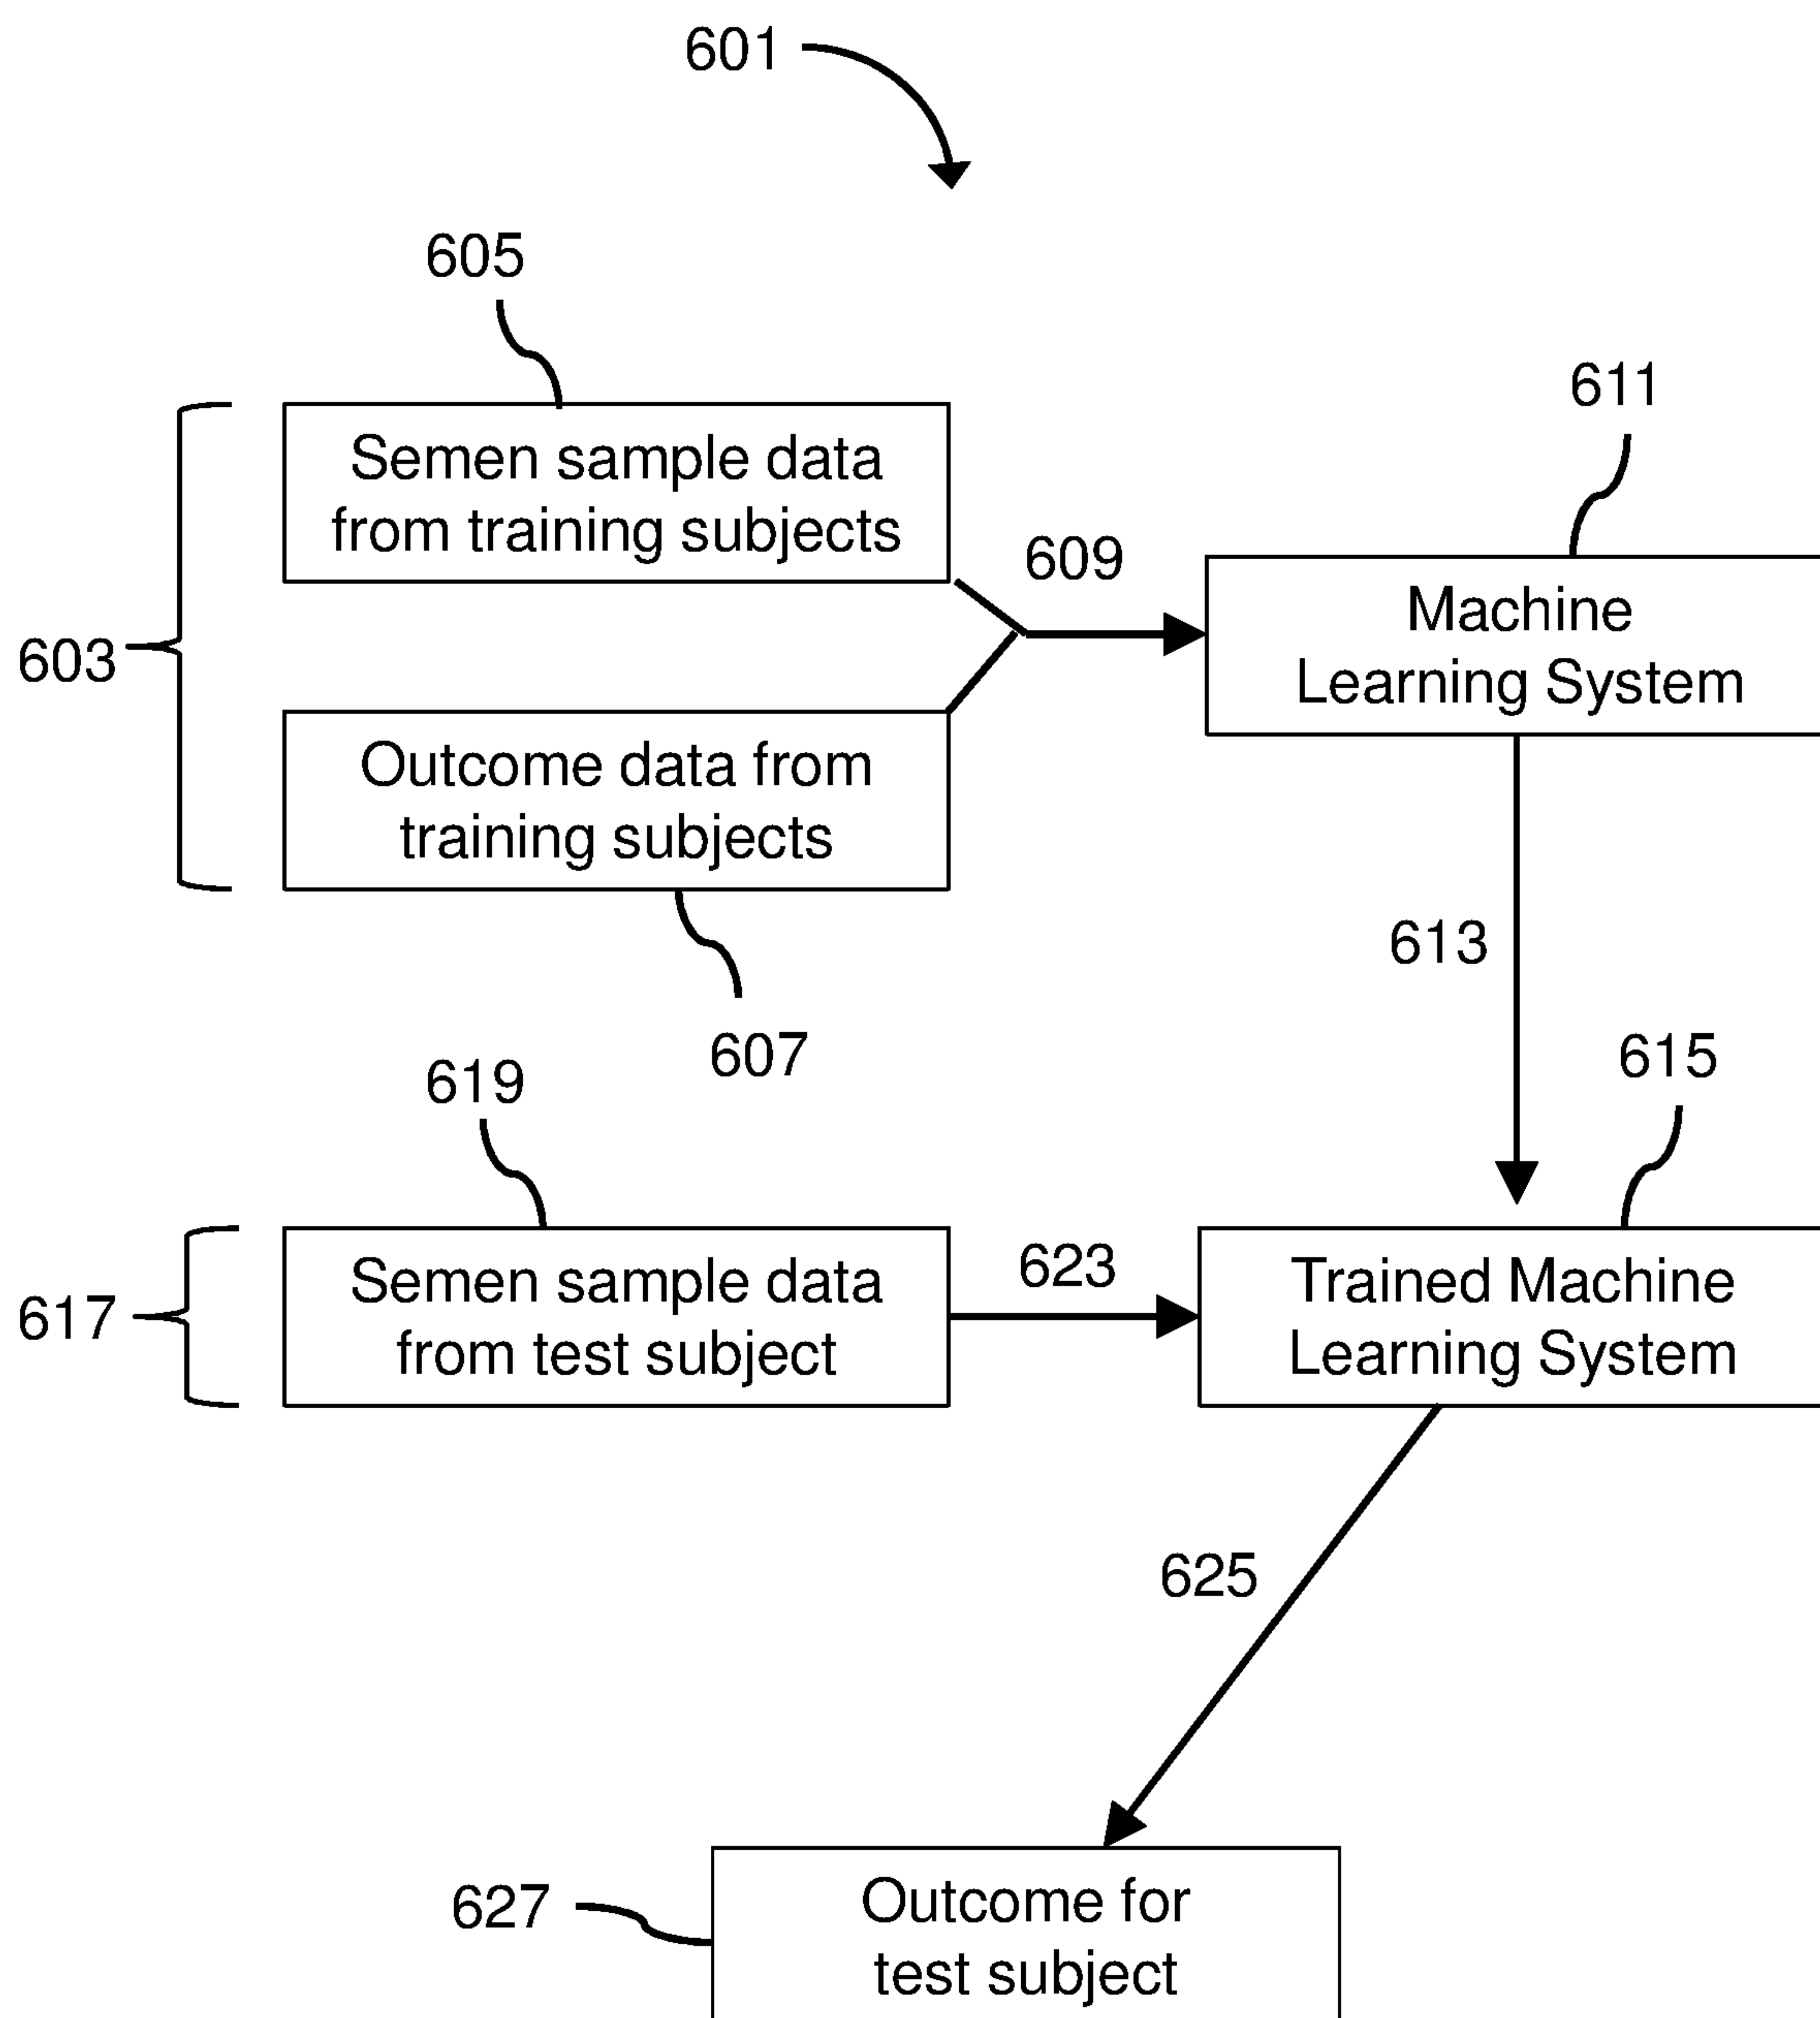 601
605
611
Semen sample data
from training subjects
609
Machine
Learning System
603
Outcome data from
training subjects
613
607
619
615
Semen sample data
from test subject
623
Trained Machine
Learning System
617
625
627
Outcome for
test subject